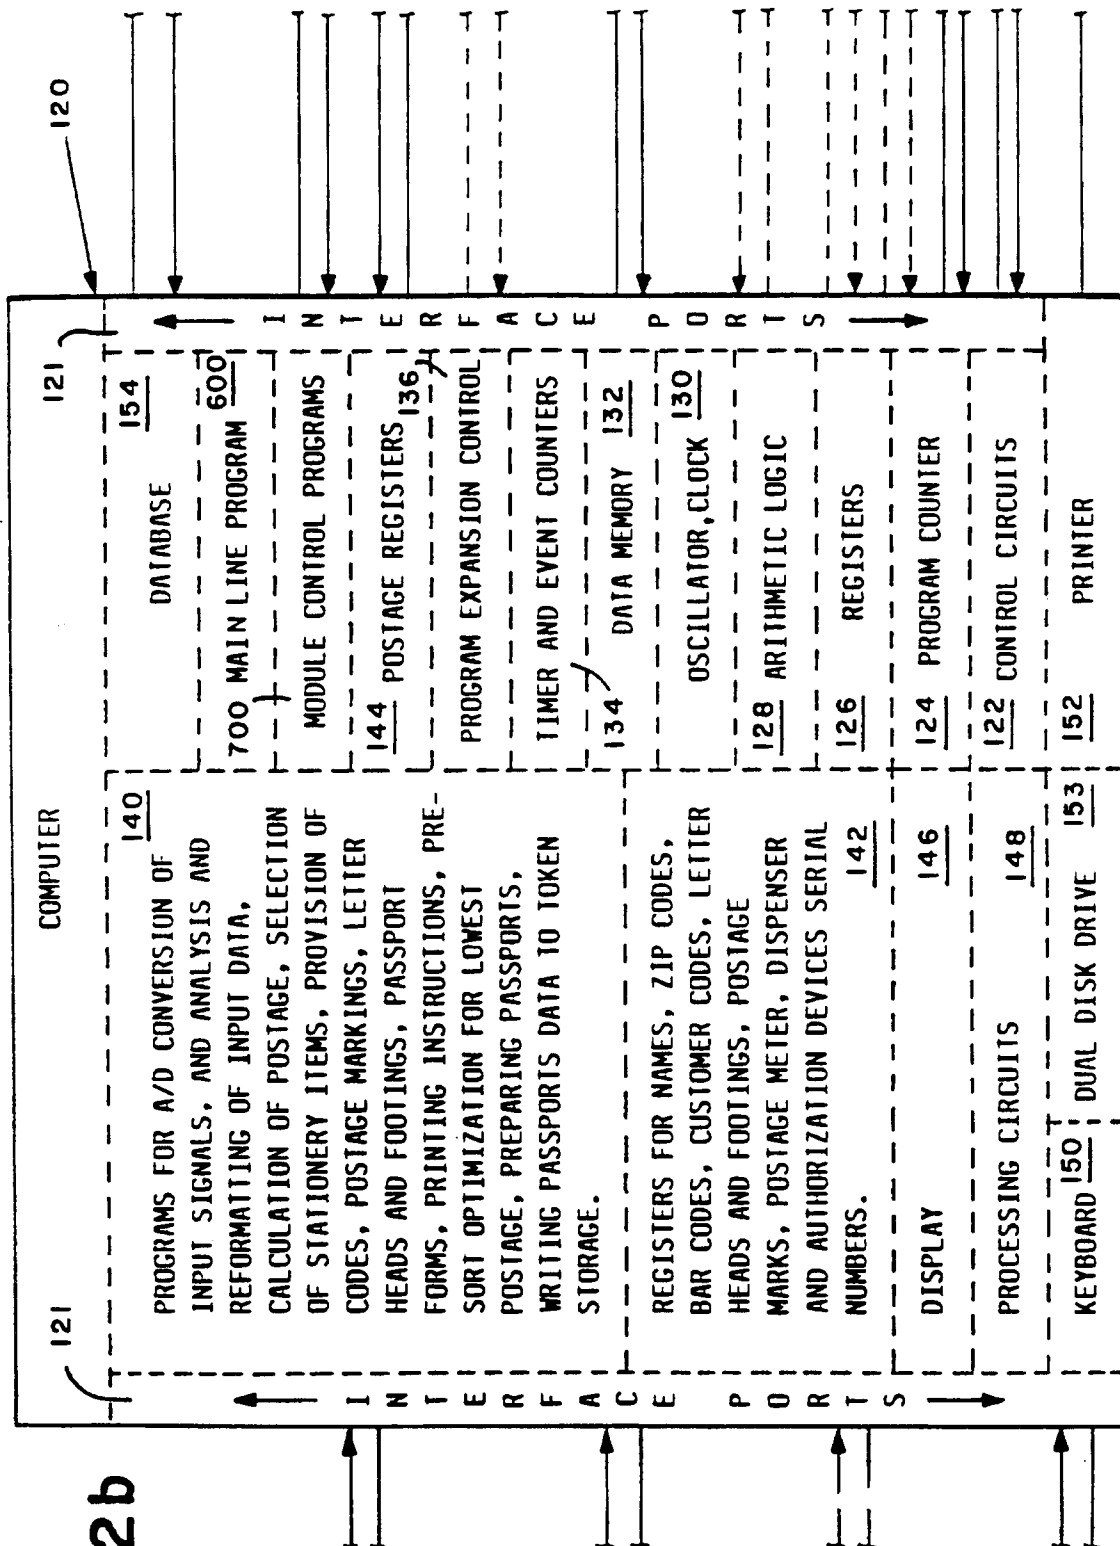 2b
COMPUTER
120
121
121
INTERFACE PORTS
140
PROGRAMS FOR A/D CONVERSION OF
INPUT SIGNALS, AND ANALYSIS AND
REFORMATTING OF INPUT DATA,
CALCULATION OF POSTAGE, SELECTION
OF STATIONERY ITEMS, PROVISION OF
CODES, POSTAGE MARKINGS, LETTER
HEADS AND FOOTINGS, PASSPORT
FORMS, PRINTING INSTRUCTIONS, PRE-
SORT OPTIMIZATION FOR LOWEST
POSTAGE, PREPARING PASSPORTS,
WRITING PASSPORTS DATA TO TOKEN
STORAGE.
REGISTERS FOR NAMES, ZIP CODES,
BAR CODES, CUSTOMER CODES, LETTER
HEADS AND FOOTINGS, POSTAGE
MARKS, POSTAGE METER, DISPENSER
AND AUTHORIZATION DEVICES SERIAL
NUMBERS. 142
DISPLAY 146
PROCESSING CIRCUITS 148
KEYBOARD 150
DUAL DISK DRIVE 153
DATABASE 154
700 MAIN LINE PROGRAM 600
MODULE CONTROL PROGRAMS
144 POSTAGE REGISTERS 136
PROGRAM EXPANSION CONTROL
TIMER AND EVENT COUNTERS
134 DATA MEMORY 132
OSCILLATOR,CLOCK 130
128 ARITHMETIC LOGIC
126 REGISTERS
124 PROGRAM COUNTER
122 CONTROL CIRCUITS
152 PRINTER
INTERFACE PORTS